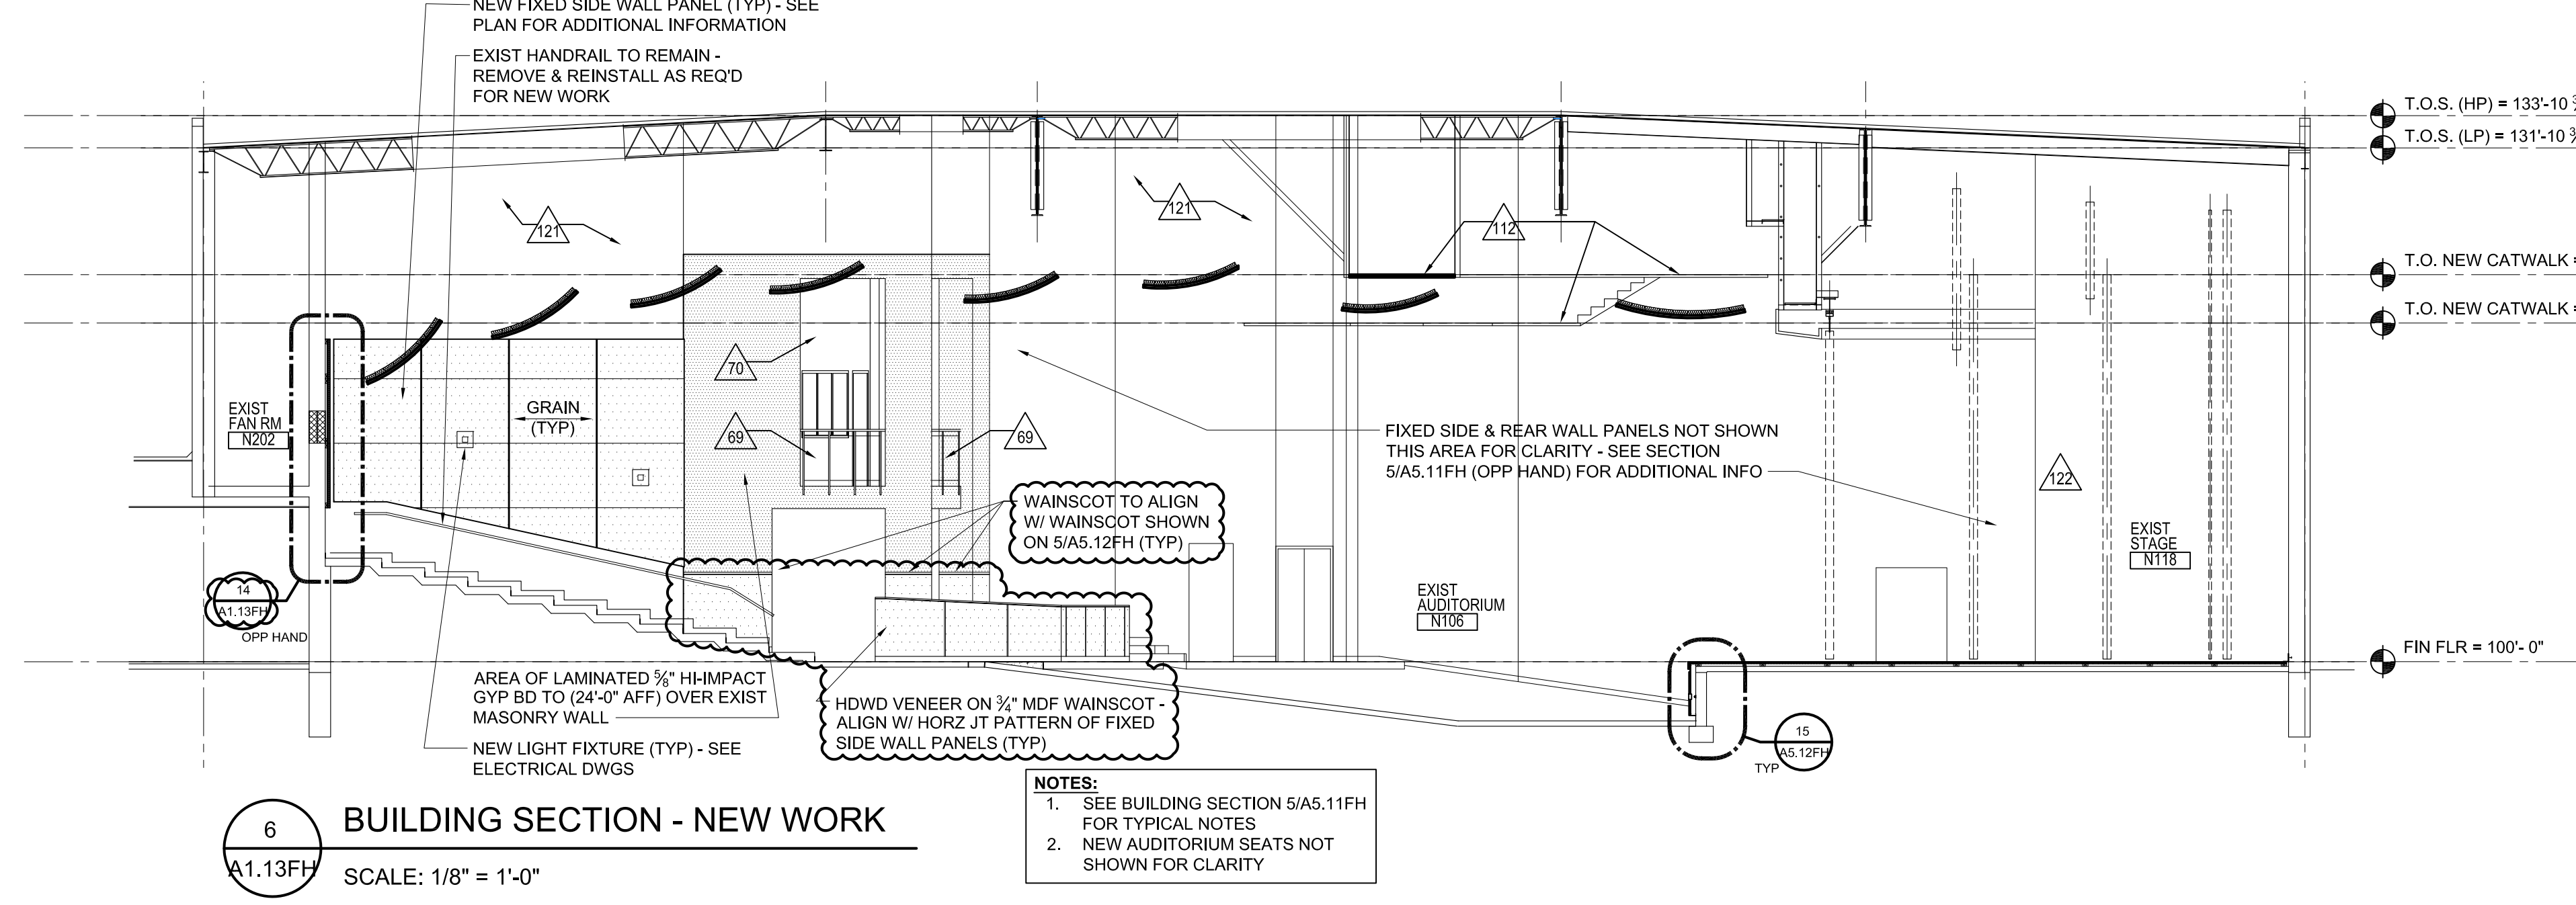 NEW FIXED SIDE WALL PANEL (TYP) - SEE
PLAN FOR ADDITIONAL INFORMATION
EXIST HANDRAIL TO REMAIN -
REMOVE & REINSTALL AS REQ'D
FOR NEW WORK
T.O.S. (HP) = 133'-10
T.O.S. (LP) = 131'-10
T.O. NEW CATWALK =
T.O. NEW CATWALK =
FIN FLR = 100'- 0"
121
121
112
70
69
69
122
EXIST
FAN RM
N202
GRAIN
(TYP)
FIXED SIDE & REAR WALL PANELS NOT SHOWN
THIS AREA FOR CLARITY - SEE SECTION
5/A5.11FH (OPP HAND) FOR ADDITIONAL INFO
WAINSCOT TO ALIGN
W/ WAINSCOT SHOWN
ON 5/A5.12FH (TYP)
EXIST
STAGE
N118
EXIST
AUDITORIUM
N106
14
A1.13FH
OPP HAND
AREA OF LAMINATED ⅝" HI-IMPACT
GYP BD TO (24'-0" AFF) OVER EXIST
MASONRY WALL
HDWD VENEER ON ¾" MDF WAINSCOT -
ALIGN W/ HORZ JT PATTERN OF FIXED
SIDE WALL PANELS (TYP)
NEW LIGHT FIXTURE (TYP) - SEE
ELECTRICAL DWGS
15
A5.12FH
TYP
6
A1.13FH
BUILDING SECTION - NEW WORK
SCALE: 1/8" = 1'-0"
NOTES:
1. SEE BUILDING SECTION 5/A5.11FH
FOR TYPICAL NOTES
2. NEW AUDITORIUM SEATS NOT
SHOWN FOR CLARITY